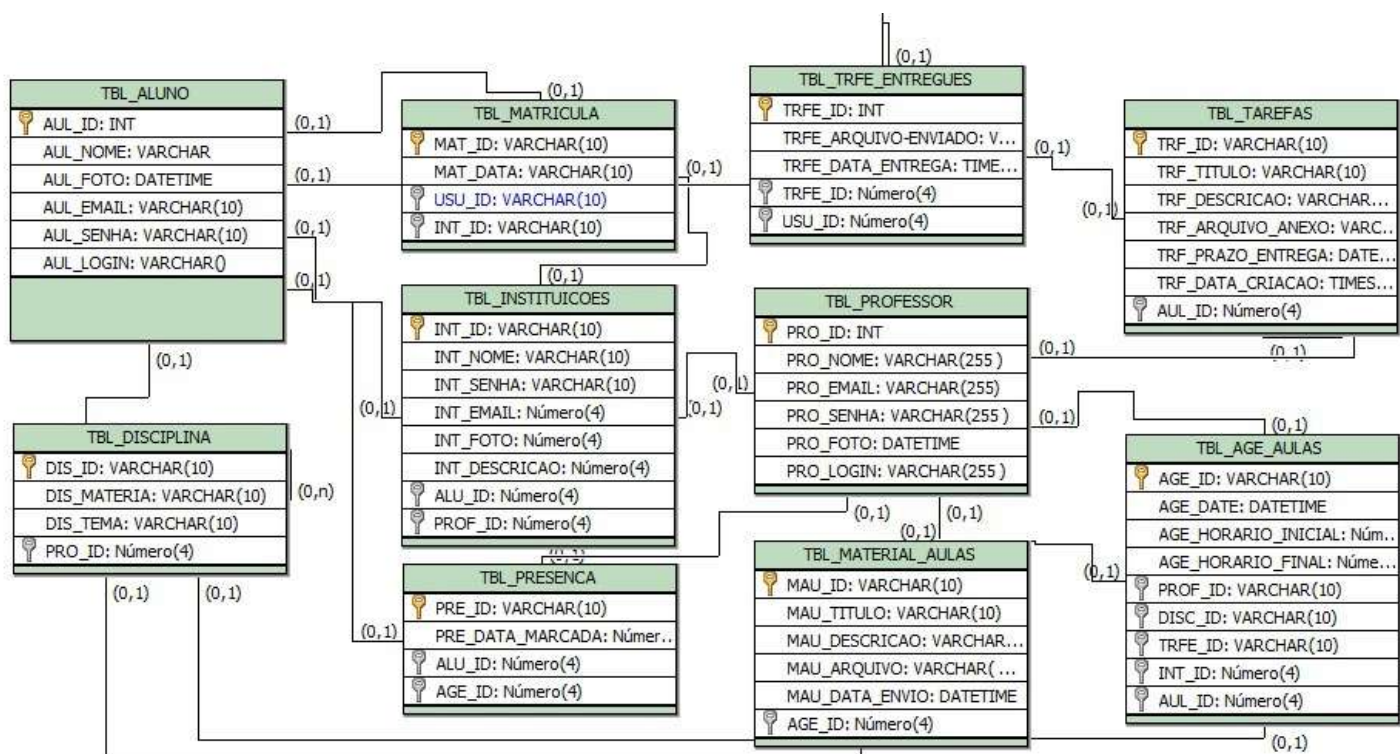 TBL_ALUNO
AUL_ID: INT
AUL_NOME: VARCHAR
AUL_FOTO: DATETIME
AUL_EMAIL: VARCHAR(10)
AUL_SENHA: VARCHAR(10)
AUL_LOGIN: VARCHAR()
(0,1)
(0,1)
(0,1)
(0,1)
(0,1)
(0,1)
TBL_MATRICULA
MAT_ID: VARCHAR(10)
MAT_DATA: VARCHAR(10)
USU_ID: VARCHAR(10)
INT_ID: VARCHAR(10)
(0,1)
(0,1)
(0,1)
TBL_TRFE_ENTREGUES
TRFE_ID: INT
TRFE_ARQUIVO-ENVIADO: V...
TRFE_DATA_ENTREGA: TIME...
TRFE_ID: Número(4)
USU_ID: Número(4)
(0,1)
(0,1)
TBL_TAREFAS
TRF_ID: VARCHAR(10)
TRF_TITULO: VARCHAR(10)
TRF_DESCRICAO: VARCHAR...
TRF_ARQUIVO_ANEXO: VARC...
TRF_PRAZO_ENTREGA: DATE...
TRF_DATA_CRIACAO: TIMES...
AUL_ID: Número(4)
(0,1)
TBL_INSTITUICOES
INT_ID: VARCHAR(10)
INT_NOME: VARCHAR(10)
INT_SENHA: VARCHAR(10)
INT_EMAIL: Número(4)
INT_FOTO: Número(4)
INT_DESCRICAO: Número(4)
ALU_ID: Número(4)
PROF_ID: Número(4)
(0,1)
(0,1)
(0,1)
(0,1)
TBL_PROFESSOR
PRO_ID: INT
PRO_NOME: VARCHAR(255 )
PRO_EMAIL: VARCHAR(255)
PRO_SENHA: VARCHAR(255 )
PRO_FOTO: DATETIME
PRO_LOGIN: VARCHAR(255 )
(0,1)
(0,1)
(0,1)
(0,1)
(0,1)
(0,1)
TBL_DISCIPLINA
DIS_ID: VARCHAR(10)
DIS_MATERIA: VARCHAR(10)
DIS_TEMA: VARCHAR(10)
PRO_ID: Número(4)
(0,n)
(0,1)
(0,1)
TBL_PRESENCA
PRE_ID: VARCHAR(10)
PRE_DATA_MARCADA: Númer..
ALU_ID: Número(4)
AGE_ID: Número(4)
(0,1)
TBL_MATERIAL_AULAS
MAU_ID: VARCHAR(10)
MAU_TITULO: VARCHAR(10)
MAU_DESCRICAO: VARCHAR...
MAU_ARQUIVO: VARCHAR( ...
MAU_DATA_ENVIO: DATETIME
AGE_ID: Número(4)
(0,1)
TBL_AGE_AULAS
AGE_ID: VARCHAR(10)
AGE_DATE: DATETIME
AGE_HORARIO_INICIAL: Núm..
AGE_HORARIO_FINAL: Núme...
PROF_ID: VARCHAR(10)
DISC_ID: VARCHAR(10)
TRFE_ID: VARCHAR(10)
INT_ID: Número(4)
AUL_ID: Número(4)
(0,1)
(0,1)